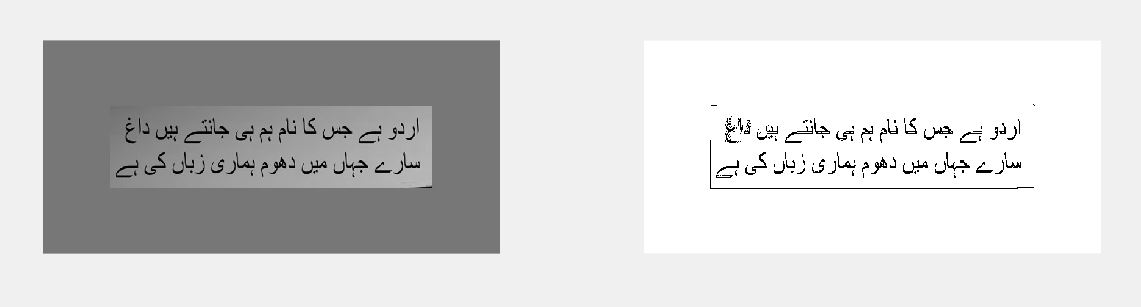 اردو ہے جس کا نام ہم ہی جانتے ہیں داغ
سارے جہاں میں دھوم ہماری زباں کی ہے
اردو ہے جس کا نام ہم ہی جانتے ہیں داغ
سارے جہاں میں دھوم ہماری زباں کی ہے